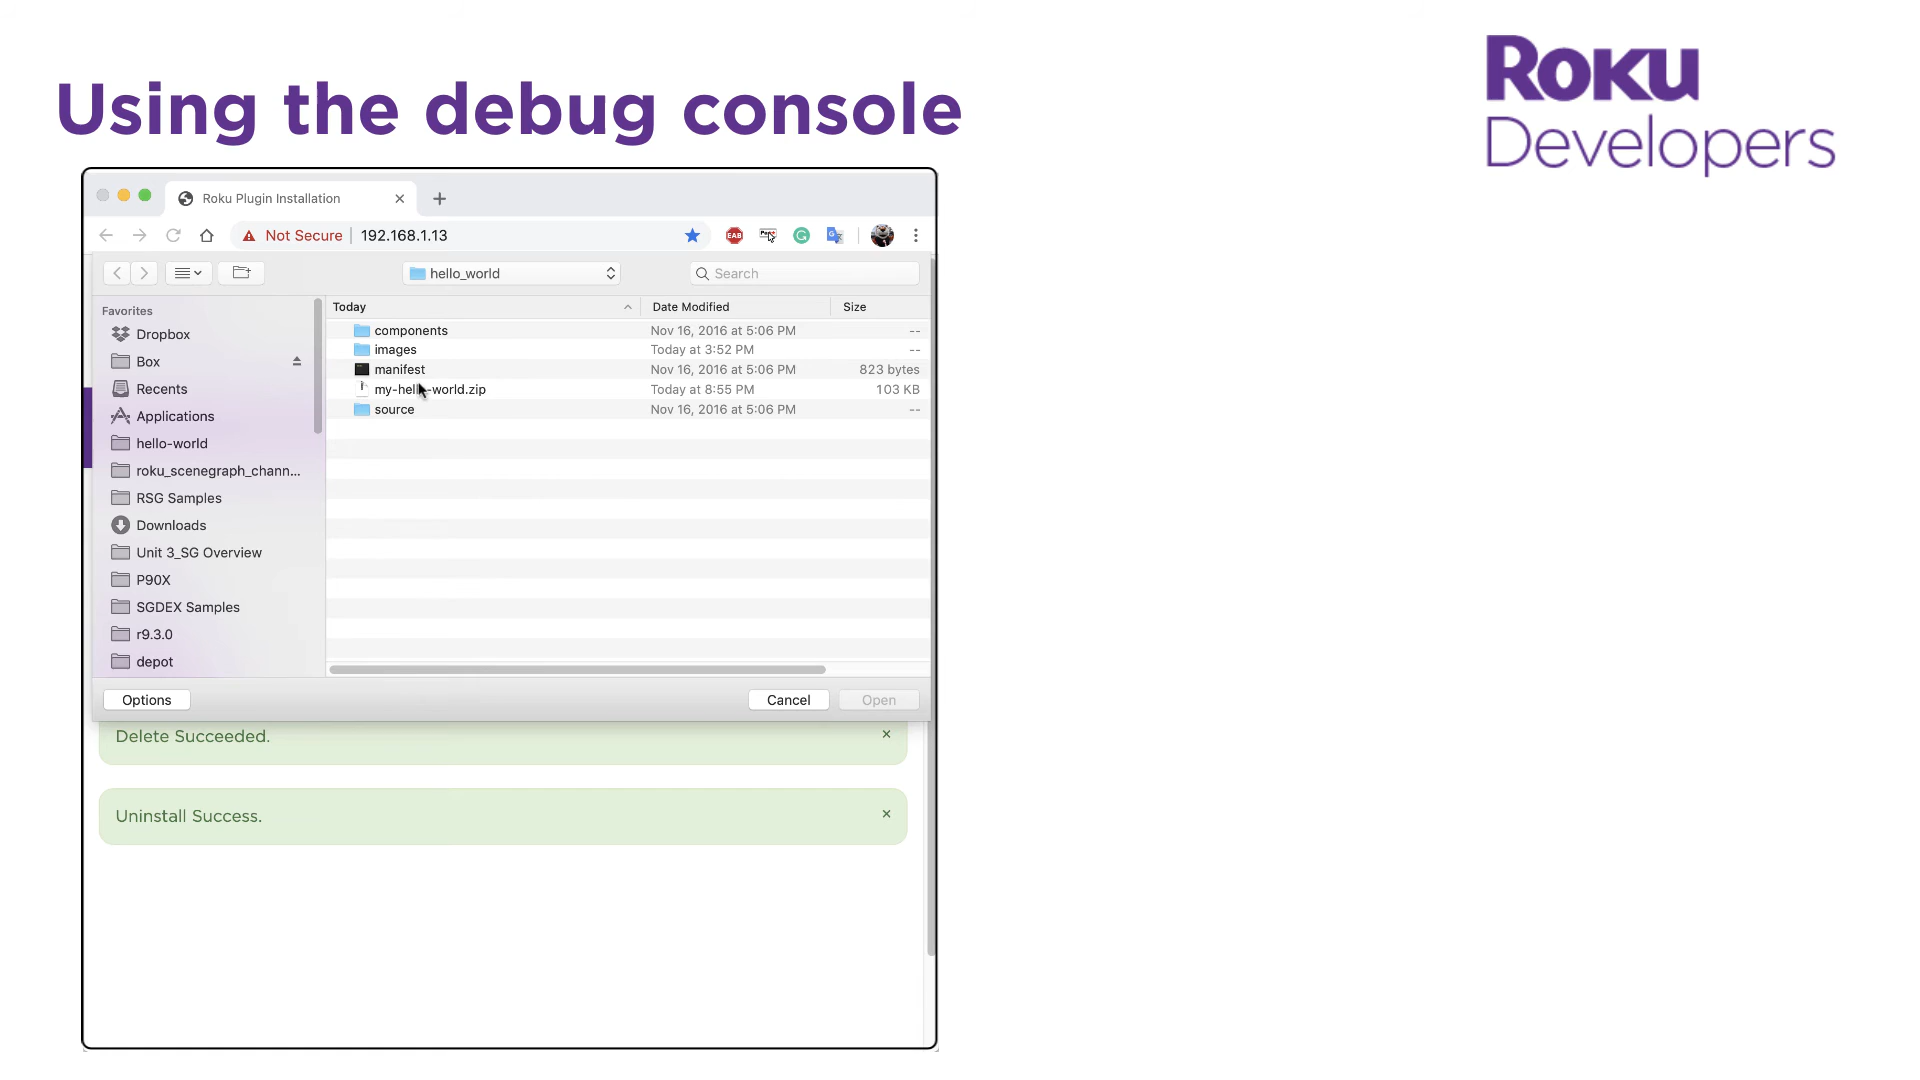 Using the debug console
Roku
Developers
Roku Plugin Installation
Not Secure
192.168.1.13
EAB
hello_world
Search
Favorites
Dropbox
Box
Recents
Applications
hello-world
roku_scenegraph_chann...
RSG Samples
Downloads
Unit 3_SG Overview
P90X
SGDEX Samples
r9.3.0
depot
Today Date Modified Size
components Nov 16, 2016 at 5:06 PM --
images Today at 3:52 PM --
manifest Nov 16, 2016 at 5:06 PM 823 bytes
my-hello-world.zip Today at 8:55 PM 103 KB
source Nov 16, 2016 at 5:06 PM --
Options Cancel Open
Delete Succeeded.
Uninstall Success.